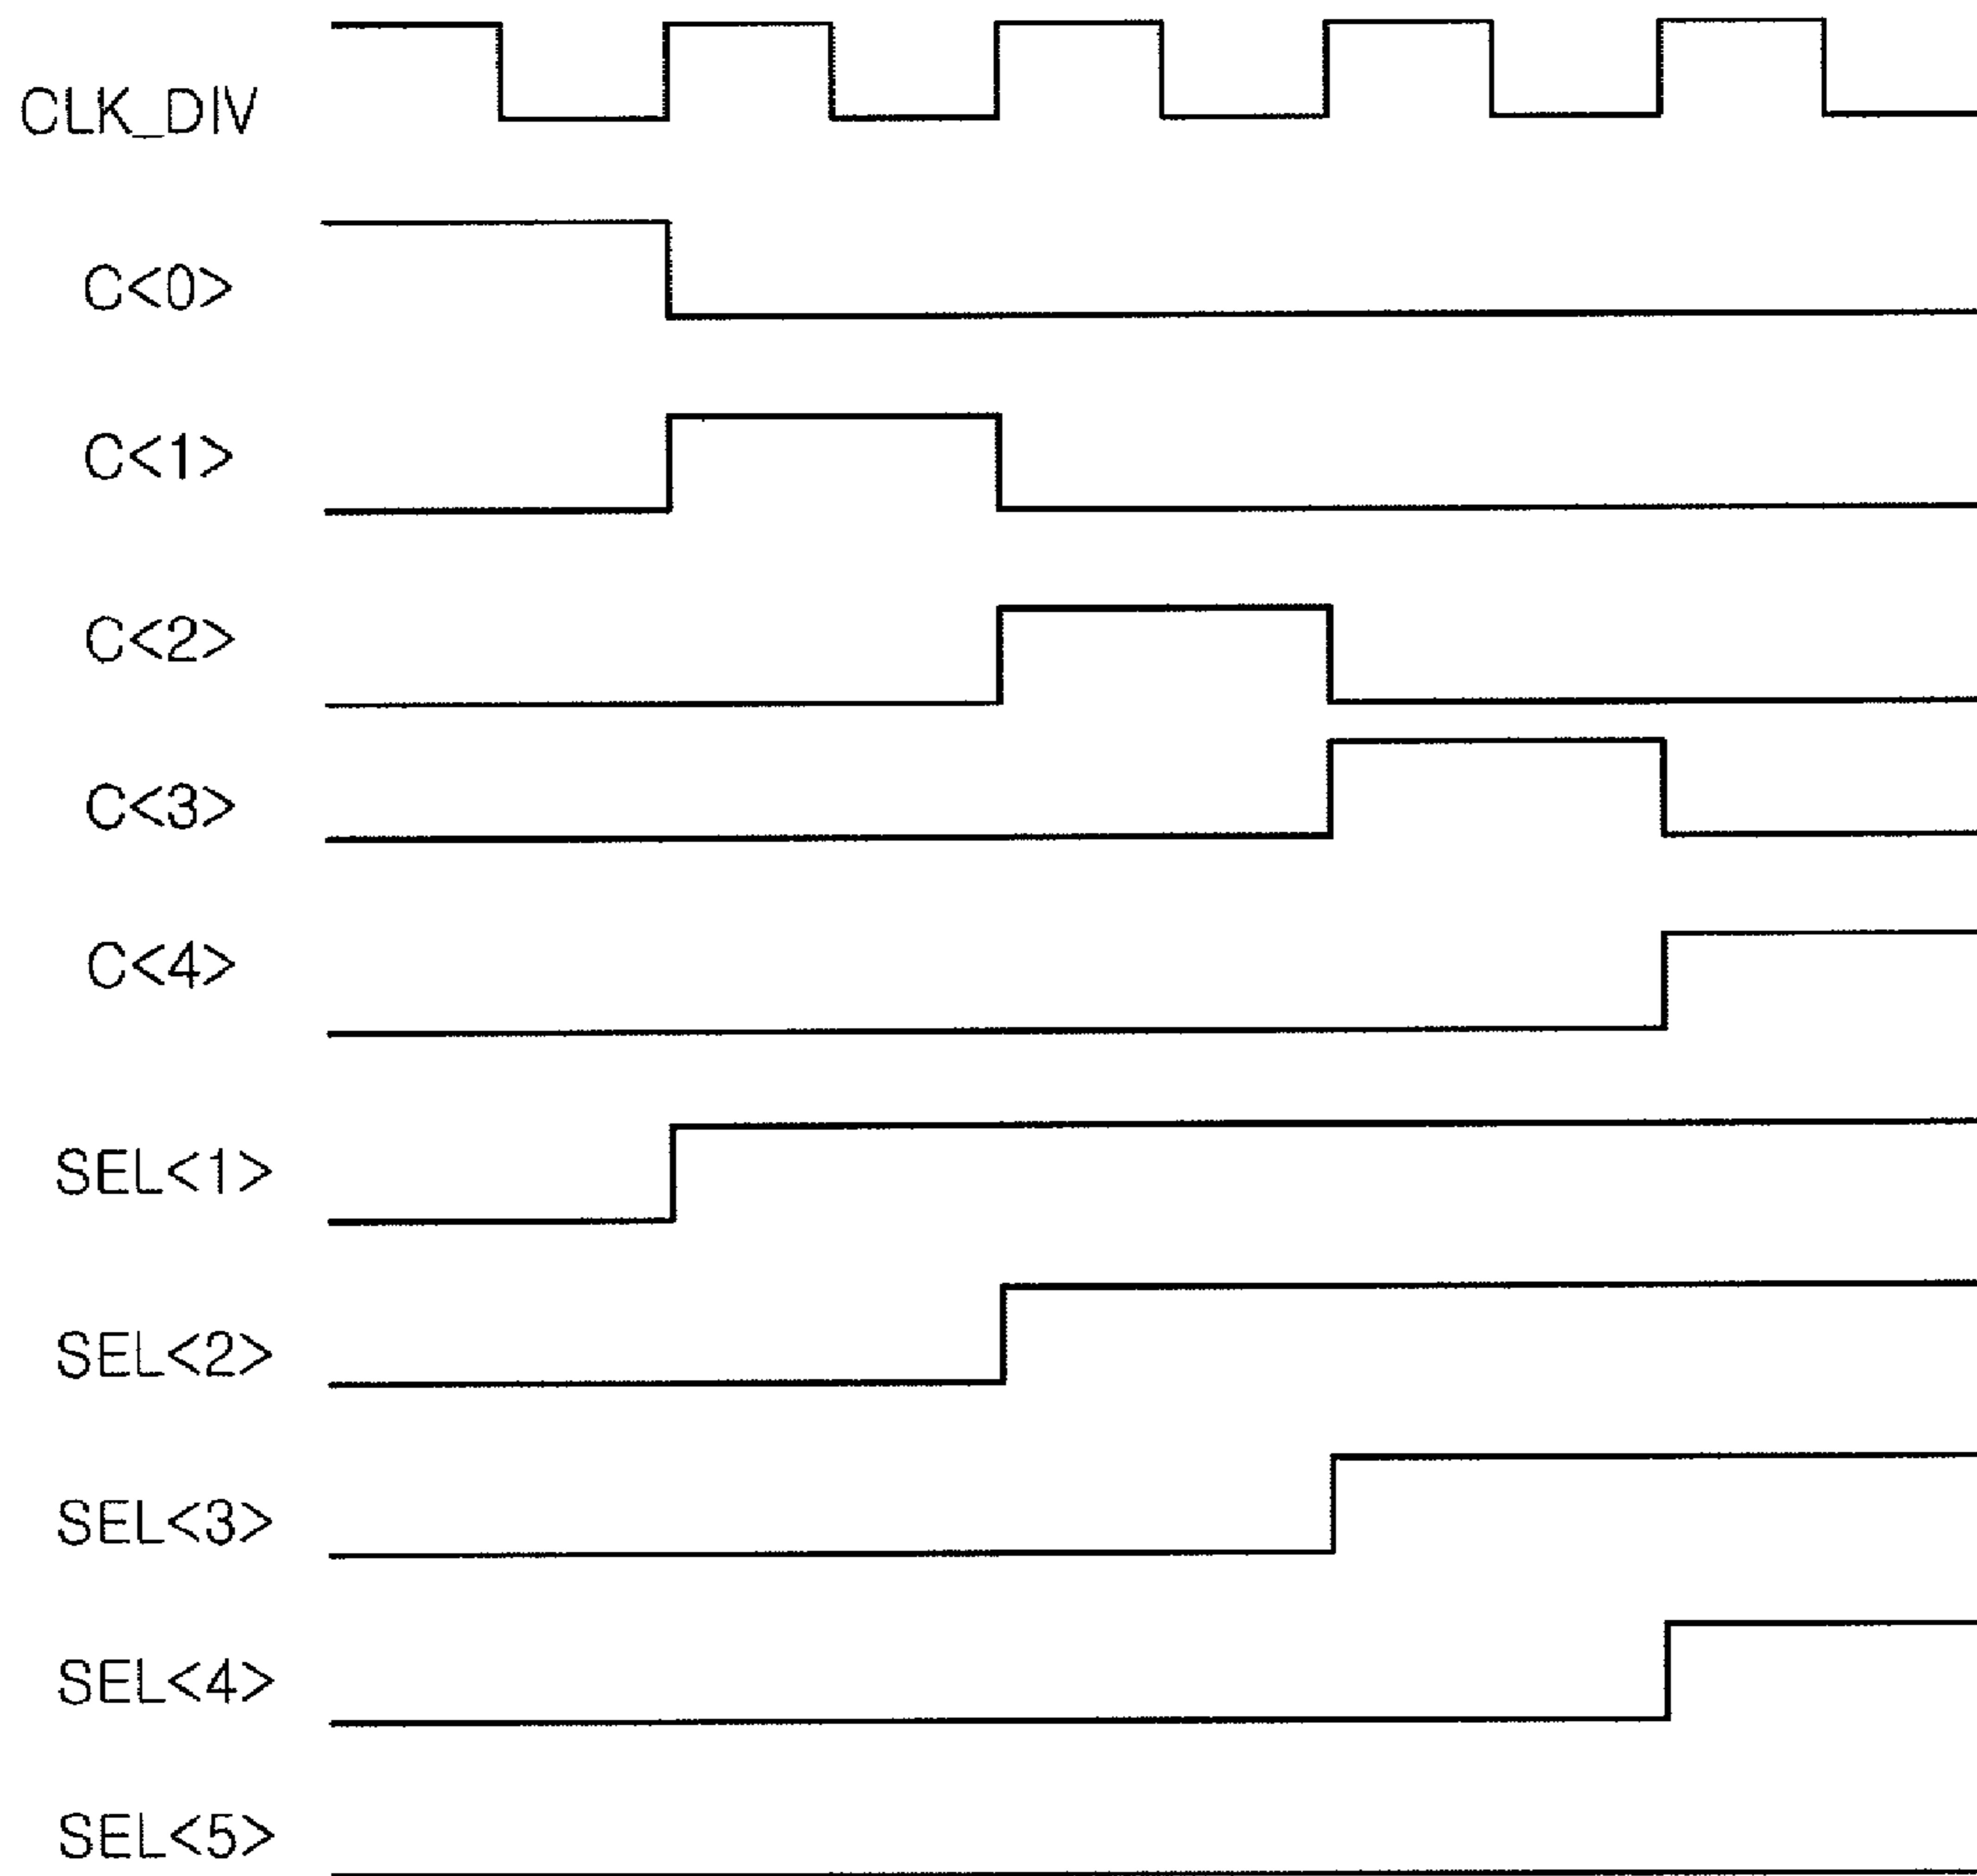 CLK_DIV
C<0>
C<1>
C<2>
C<3>
C<4>
SEL<1>
SEL<2>
SEL<3>
SEL<4>
SEL<5>